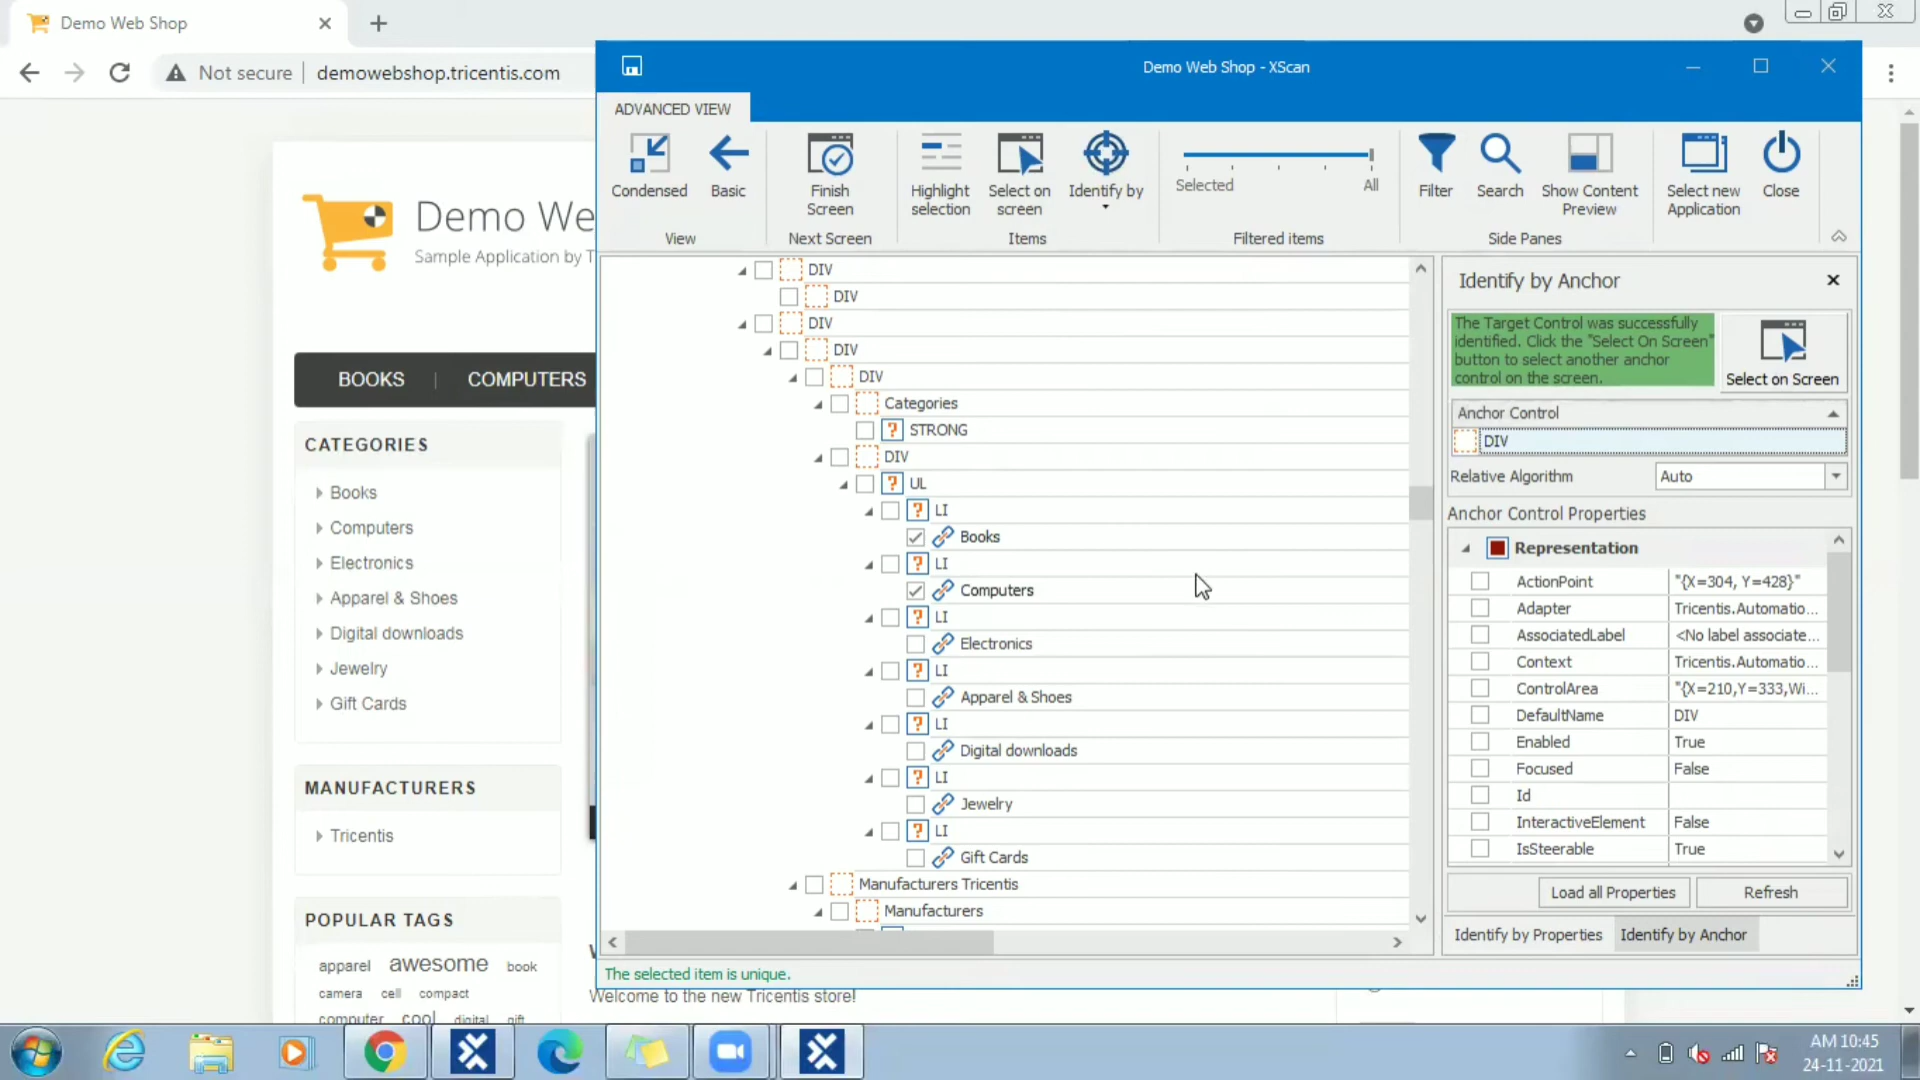 Demo Web Shop
Not secure
demowebshop.tricentis.com
Demo We
Sample Application by T
BOOKS | COMPUTERS
CATEGORIES
Books
Computers
Electronics
Apparel & Shoes
Digital downloads
Jewelry
Gift Cards
MANUFACTURERS
Tricentis
POPULAR TAGS
apparel awesome book
camera cell compact
computer cool digital gift
Demo Web Shop - XScan
ADVANCED VIEW
Condensed
Basic
View
Finish
Screen
Next Screen
Highlight
selection
Select on
screen
Identify by
Items
Selected
All
Filtered items
Filter
Search
Show Content
Preview
Side Panes
Select new
Application
Close
DIV
DIV
DIV
DIV
DIV
Categories
STRONG
DIV
UL
LI
Books
LI
Computers
LI
Electronics
LI
Apparel & Shoes
LI
Digital downloads
LI
Jewelry
LI
Gift Cards
Manufacturers Tricentis
Manufacturers
The selected item is unique.
Welcome to the new Tricentis store!
Identify by Anchor
The Target Control was successfully
identified. Click the "Select On Screen"
button to select another anchor
control on the screen.
Select on Screen
Anchor Control
DIV
Relative Algorithm Auto
Anchor Control Properties
Representation
ActionPoint "{X=304, Y=428}"
Adapter Tricentis.Automatio...
AssociatedLabel <No label associate...
Context Tricentis.Automatio...
ControlArea "{X=210,Y=333,Wi...
DefaultName DIV
Enabled True
Focused False
Id
InteractiveElement False
IsSteerable True
Load all Properties
Refresh
Identify by Properties
Identify by Anchor
AM 10:45
24-11-2021